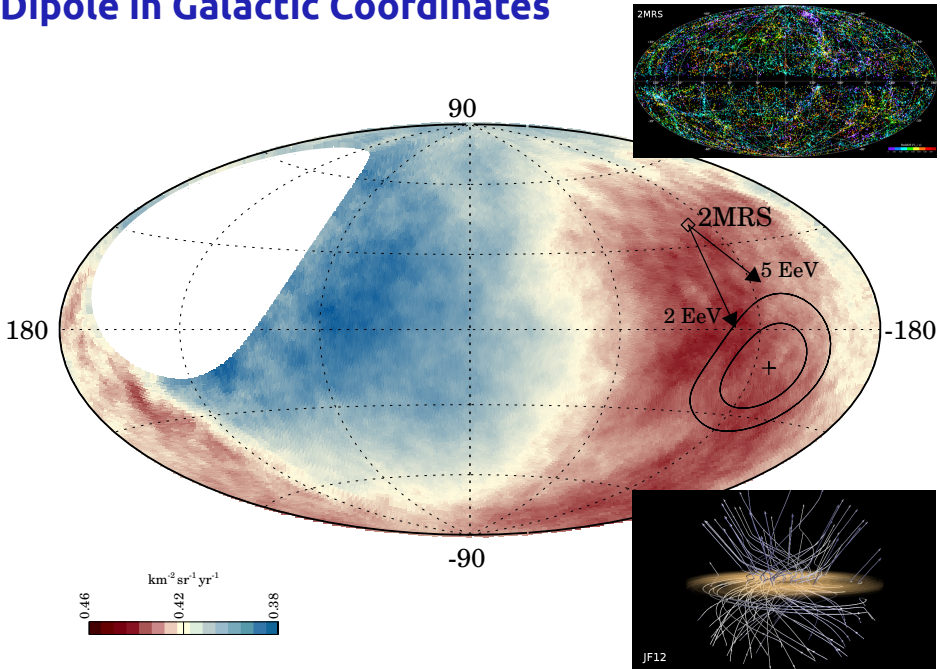 Dipole in Galactic Coordinates
2MRS
90
2MRS
5 EeV
2 EeV
180
-180
-90
km⁻² sr⁻¹ yr⁻¹
0.46
0.42
0.38
JF12